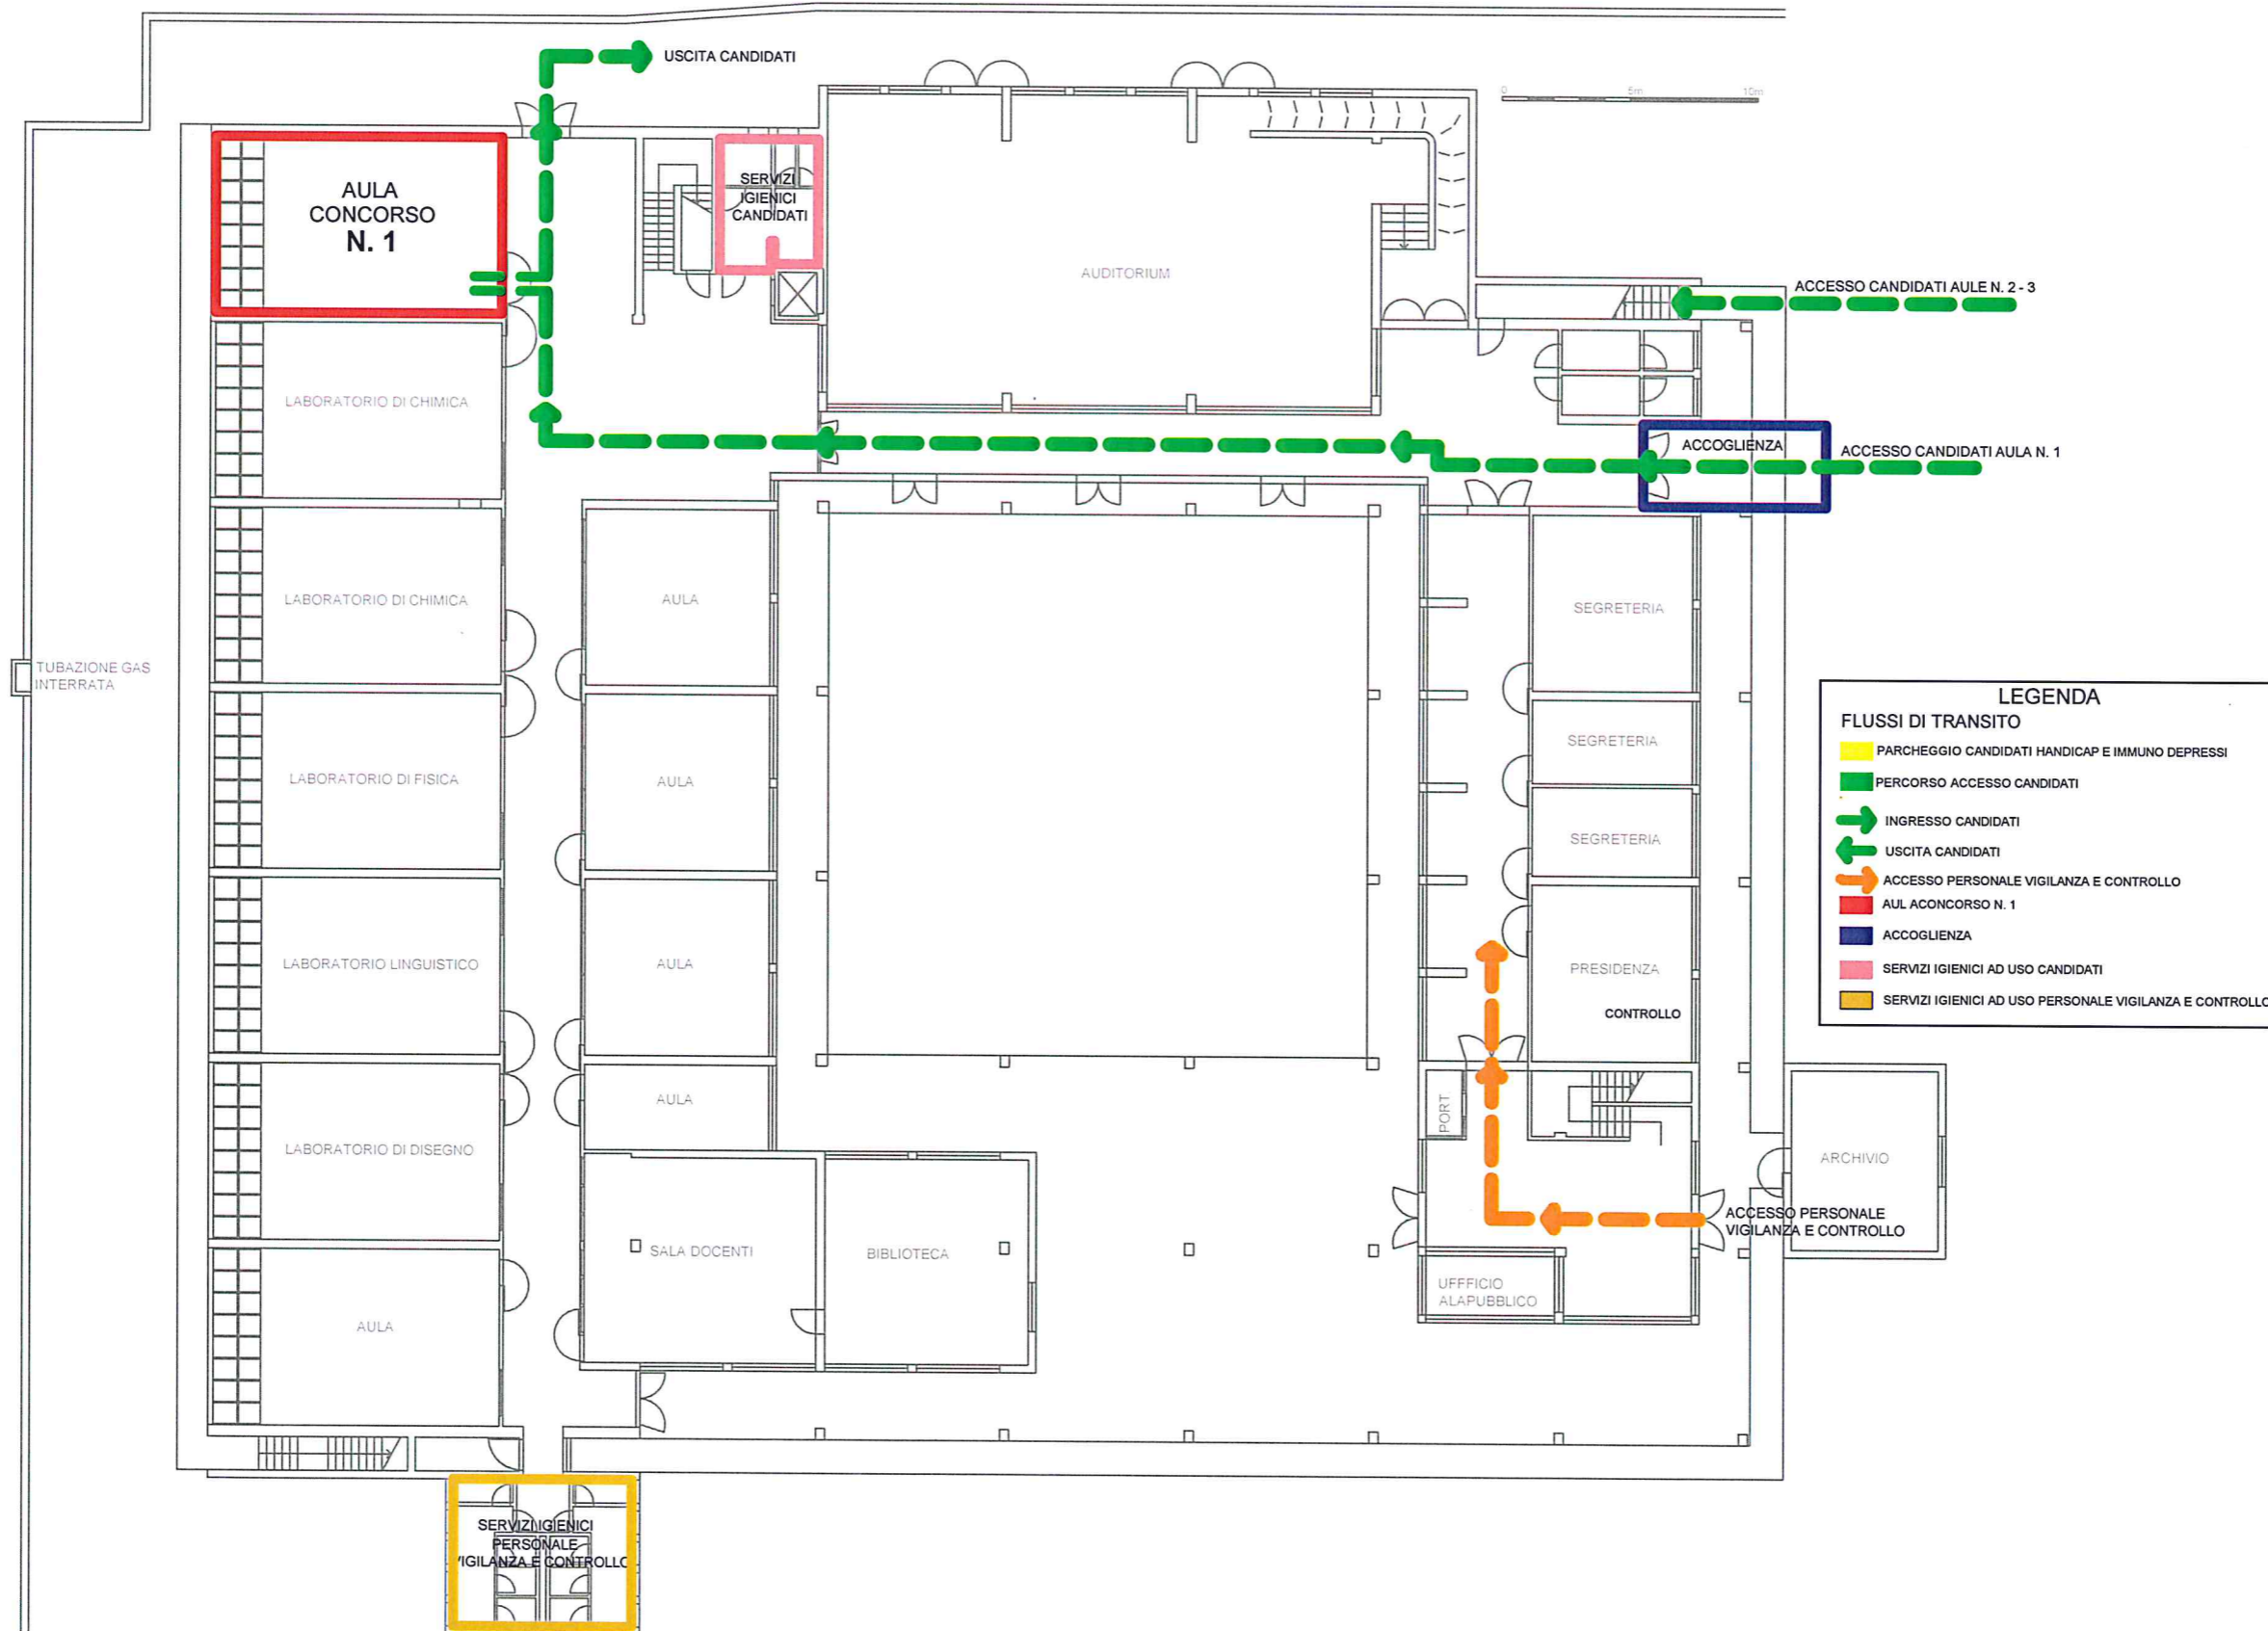 USCITA CANDIDATI
0 5m 10m
AULA
CONCORSO
N. 1
SERVIZI
IGIENICI
CANDIDATI
AUDITORIUM
ACCESSO CANDIDATI AULE N. 2 - 3
LABORATORIO DI CHIMICA
ACCOGLIENZA
ACCESSO CANDIDATI AULA N. 1
LABORATORIO DI CHIMICA
AULA
SEGRETERIA
TUBAZIONE GAS
INTERRATA
LABORATORIO DI FISICA
AULA
SEGRETERIA
SEGRETERIA
LABORATORIO LINGUISTICO
AULA
PRESIDENZA
CONTROLLO
AULA
PORT
LABORATORIO DI DISEGNO
ARCHIVIO
SALA DOCENTI
BIBLIOTECA
ACCESSO PERSONALE
VIGILANZA E CONTROLLO
UFFFICIO
ALAPUBBLICO
AULA
SERVIZI IGIENICI
PERSONALE
VIGILANZA E CONTROLLO
LEGENDA
FLUSSI DI TRANSITO
PARCHEGGIO CANDIDATI HANDICAP E IMMUNO DEPRESSI
PERCORSO ACCESSO CANDIDATI
INGRESSO CANDIDATI
USCITA CANDIDATI
ACCESSO PERSONALE VIGILANZA E CONTROLLO
AUL ACONCORSO N. 1
ACCOGLIENZA
SERVIZI IGIENICI AD USO CANDIDATI
SERVIZI IGIENICI AD USO PERSONALE VIGILANZA E CONTROLLO